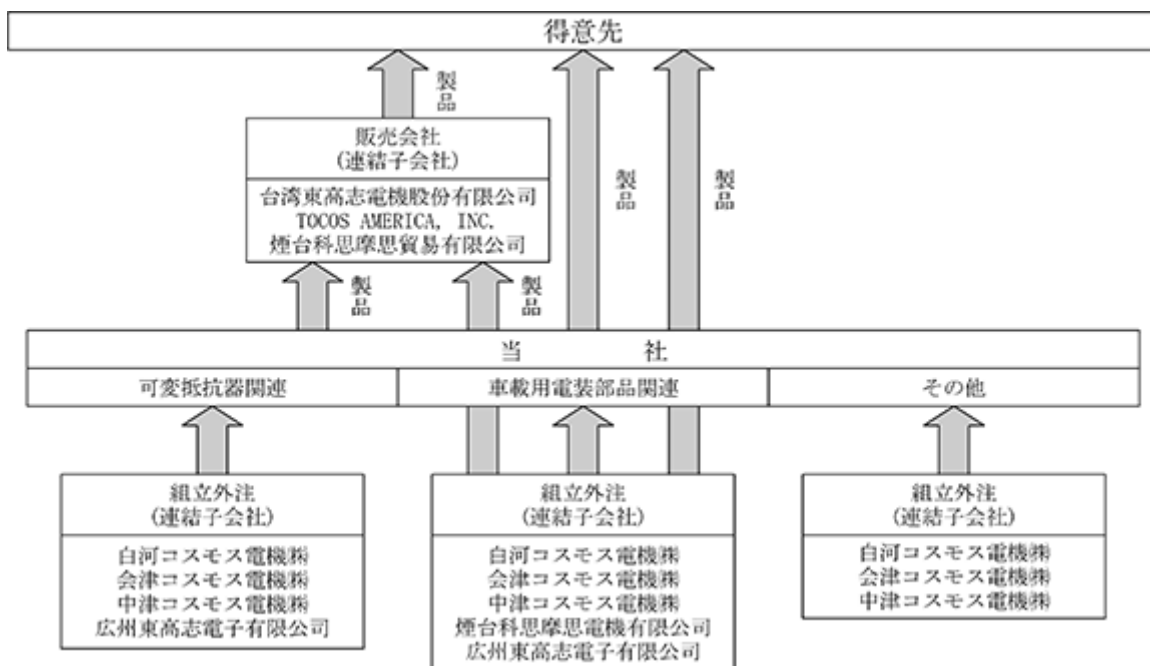 得意先
製品
販売会社
(連結子会社)
台湾東高志電機股份有限公司
TOCOS AMERICA, INC.
煙台科思摩思貿易有限公司
製品
製品
製品
製品
当社
可変抵抗器関連
車載用電装部品関連
その他
組立外注
(連結子会社)
白河コスモス電機㈱
会津コスモス電機㈱
中津コスモス電機㈱
広州東高志電子有限公司
組立外注
(連結子会社)
白河コスモス電機㈱
会津コスモス電機㈱
中津コスモス電機㈱
煙台科思摩思電機有限公司
広州東高志電子有限公司
組立外注
(連結子会社)
白河コスモス電機㈱
会津コスモス電機㈱
中津コスモス電機㈱